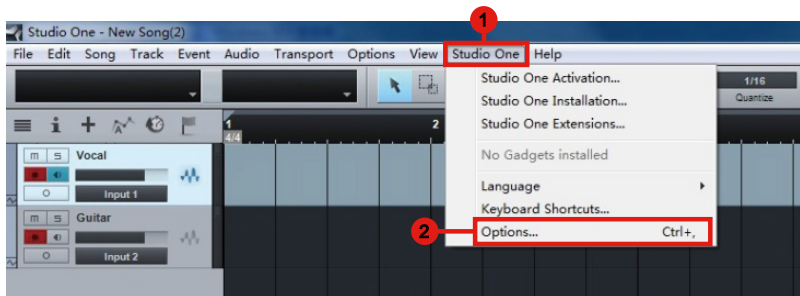 Studio One - New Song(2)
1
File Edit Song Track Event Audio Transport Options View Studio One Help
Studio One Activation...
Studio One Installation...
Studio One Extensions...
No Gadgets installed
Language
Keyboard Shortcuts...
2 Options... Ctrl+,
1/16
Quantize
1 2
4/4
m s Vocal
Input 1
m s Guitar
Input 2